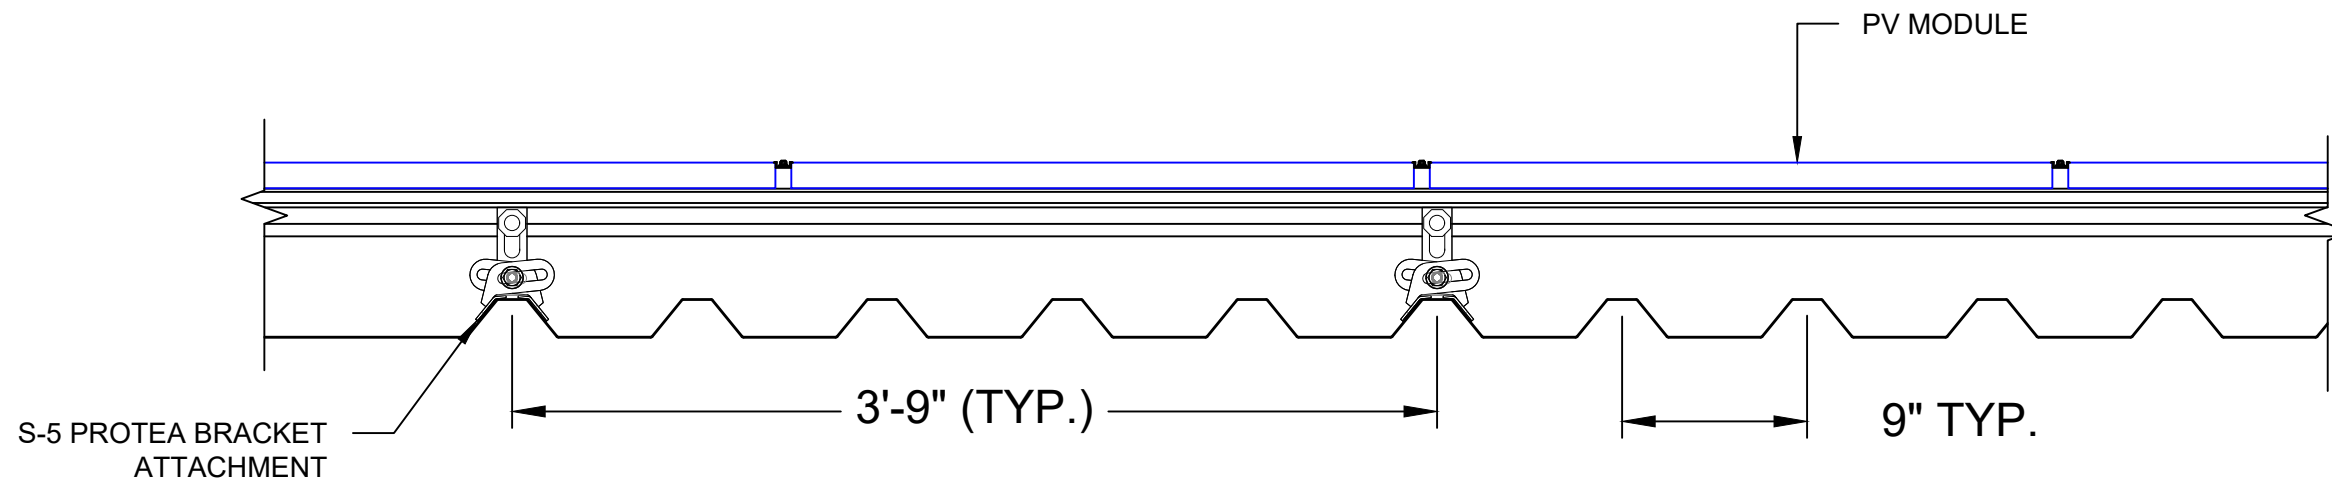 PV MODULE
3'-9" (TYP.)
9" TYP.
S-5 PROTEA BRACKET
ATTACHMENT